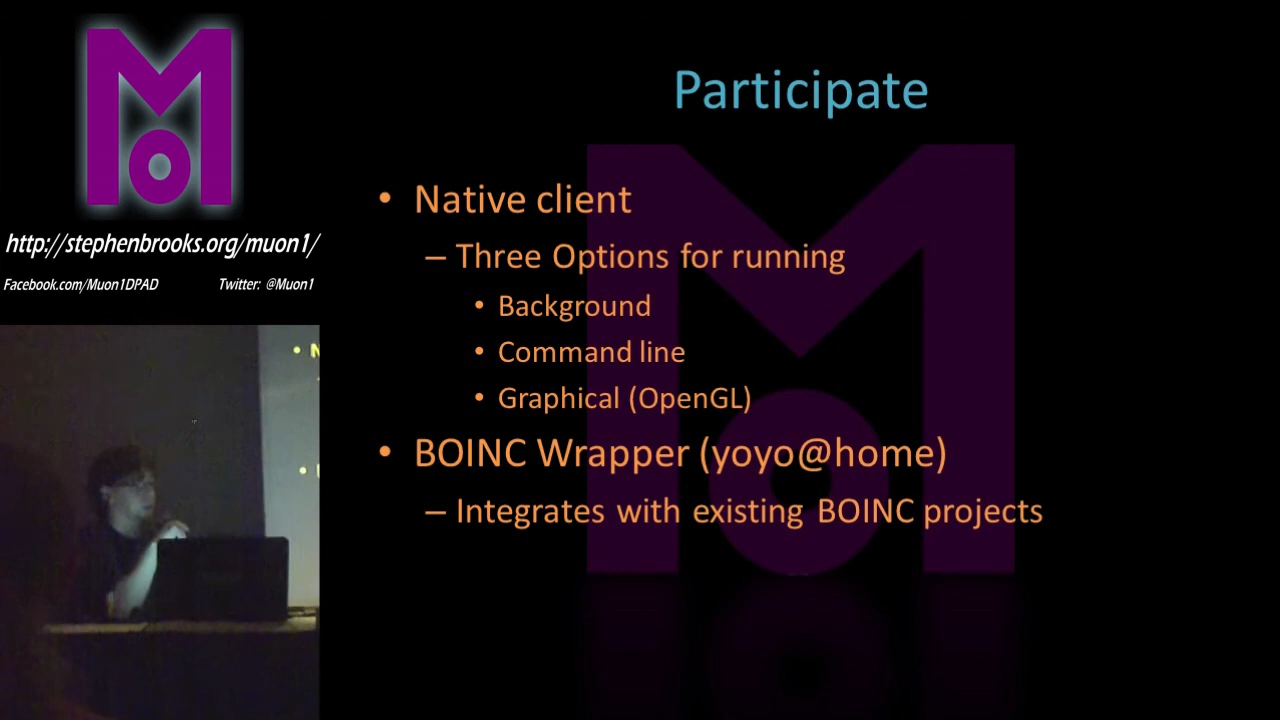 http://stephenbrooks.org/muon1/
Facebook.com/Muon1DPAD Twitter: @Muon1
Participate
• Native client
– Three Options for running
• Background
• Command line
• Graphical (OpenGL)
• BOINC Wrapper (yoyo@home)
– Integrates with existing BOINC projects